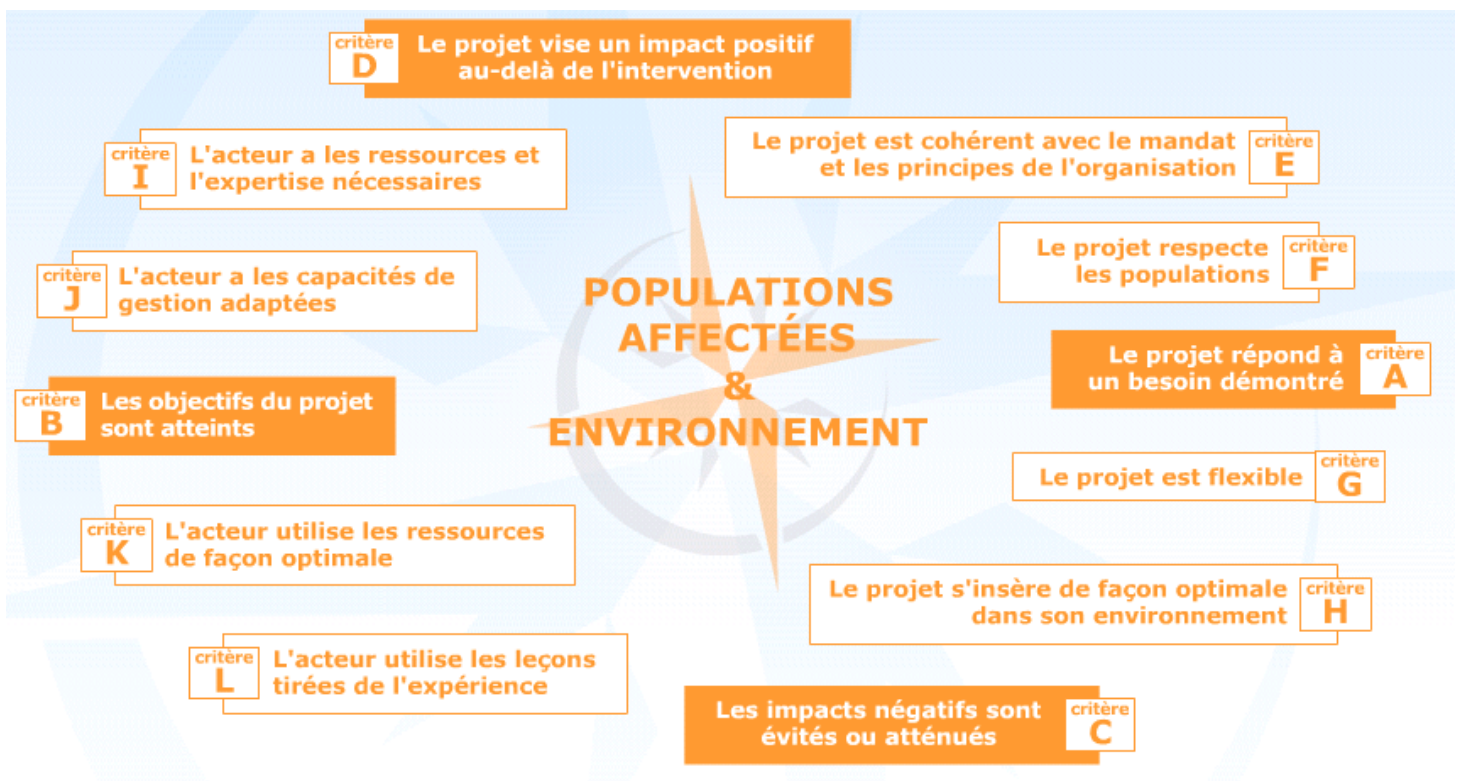 critère
D
Le projet vise un impact positif
au-delà de l'intervention
critère
I
L'acteur a les ressources et
l'expertise nécessaires
Le projet est cohérent avec le mandat
et les principes de l'organisation
critère
E
critère
J
L'acteur a les capacités de
gestion adaptées
Le projet respecte
les populations
critère
F
POPULATIONS
AFFECTÉES
&
ENVIRONNEMENT
Le projet répond à
un besoin démontré
critère
A
critère
B
Les objectifs du projet
sont atteints
Le projet est flexible
critère
G
critère
K
L'acteur utilise les ressources
de façon optimale
Le projet s'insère de façon optimale
dans son environnement
critère
H
critère
L
L'acteur utilise les leçons
tirées de l'expérience
Les impacts négatifs sont
évités ou atténués
critère
C